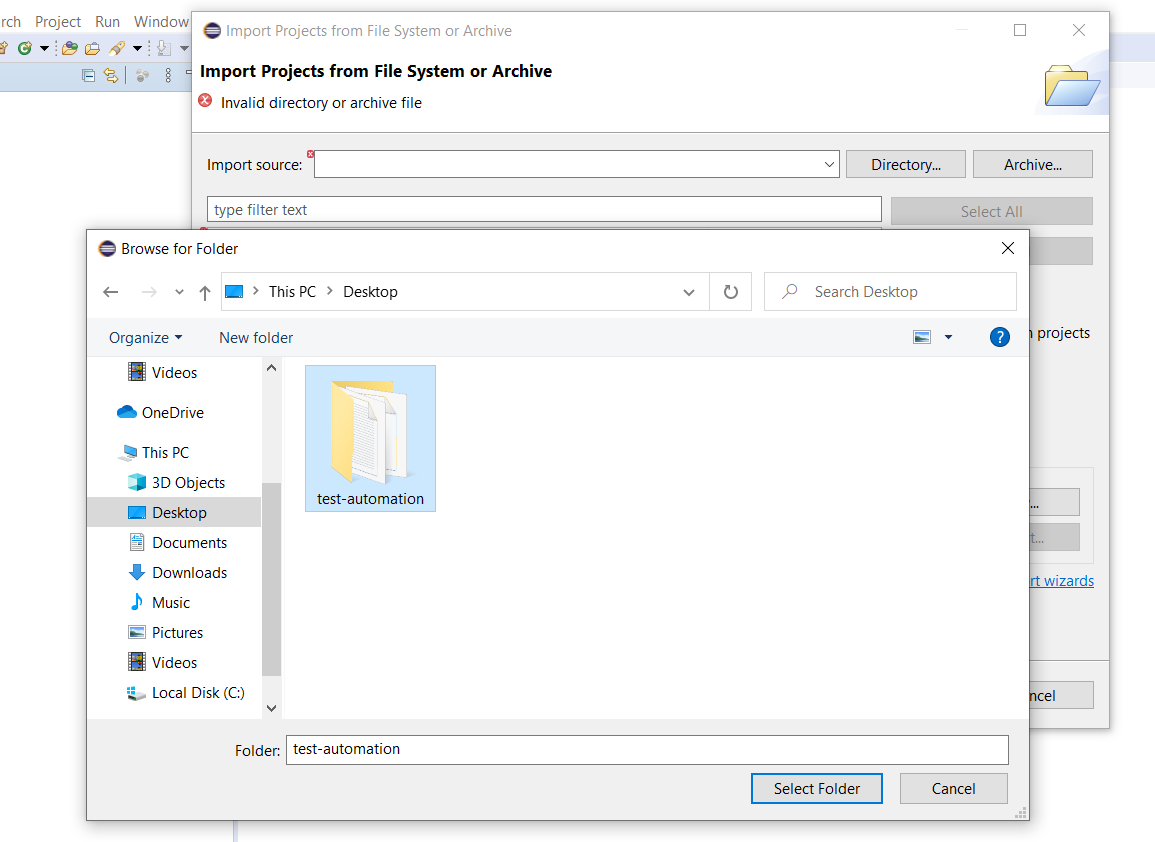 rch Project Run Window
Import Projects from File System or Archive
Import Projects from File System or Archive
Invalid directory or archive file
Import source:
Directory...
Archive...
type filter text
Select All
Browse for Folder
This PC > Desktop
Search Desktop
Organize
New folder
n projects
Videos
OneDrive
This PC
3D Objects
Desktop
Documents
Downloads
Music
Pictures
Videos
Local Disk (C:)
test-automation
...
t...
rt wizards
ncel
Folder: test-automation
Select Folder
Cancel